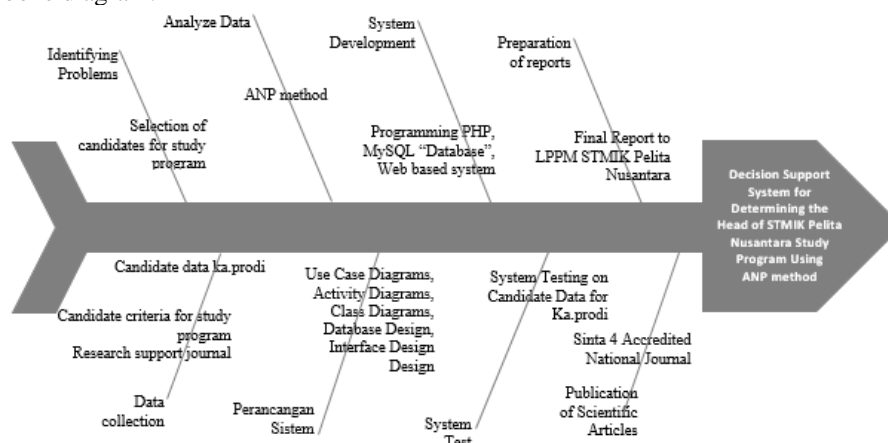 Analyze Data
System
Development
Preparation
of reports
Identifying
Problems
ANP method
Selection of
candidates for study
program
Programming PHP,
MySQL “Database”,
Web based system
Final Report to
LPPM STMIK Pelita
Nusantara
Decision Support
System for
Determining the
Head of STMIK Pelita
Nusantara Study
Program Using
ANP method
Candidate data ka.prodi
Candidate criteria for study
program
Research support journal
Use Case Diagrams,
Activity Diagrams,
Class Diagrams,
Database Design,
Interface Design
Design
System Testing on
Candidate Data for
Ka.prodi
Sinta 4 Accredited
National Journal
Data
collection
Perancangan
Sistem
System
Test
Publication
of Scientific
Articles